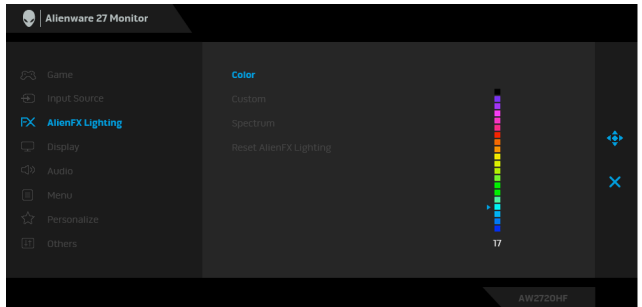 Alienware 27 Monitor
Game
Input Source
FX AlienFX Lighting
Display
Audio
Menu
Personalize
Others
Color
Custom
Spectrum
Reset AlienFX Lighting
17
AW2720HF